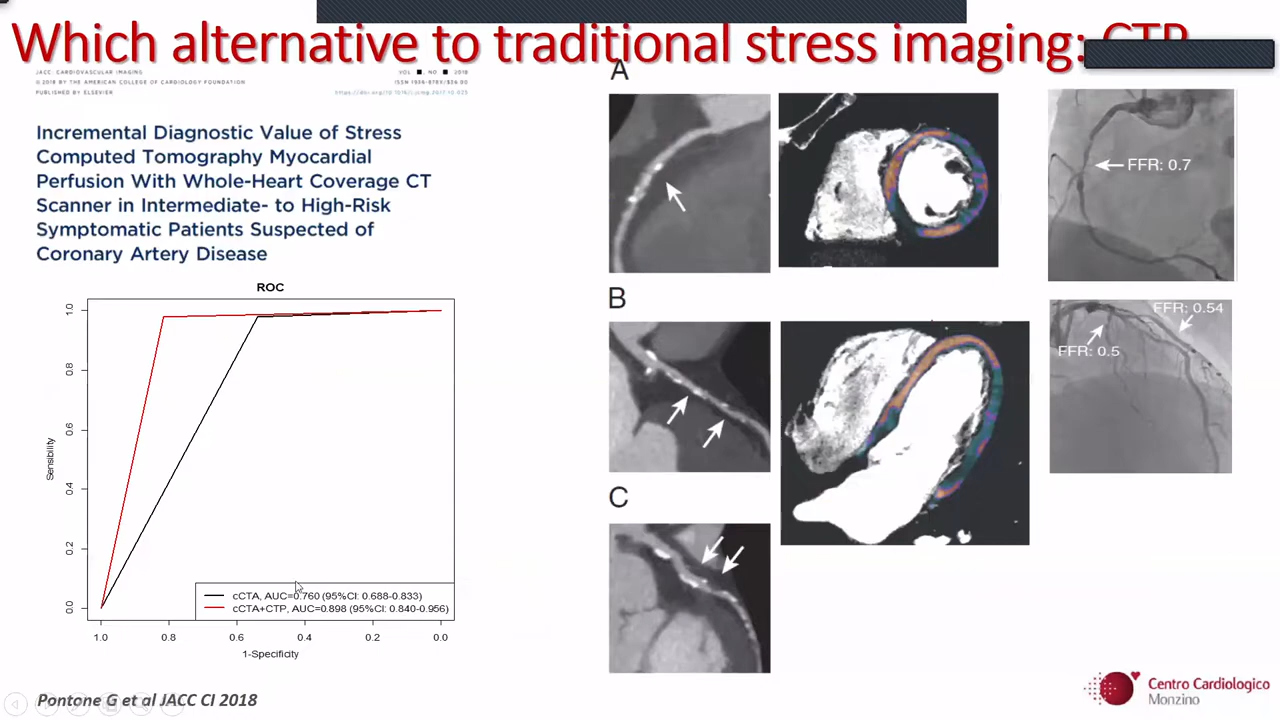 Which alternative to traditional stress imaging: CTP
JACC: CARDIOVASCULAR IMAGING
VOL. ■, NO. ■, 2018
© 2018 BY THE AMERICAN COLLEGE OF CARDIOLOGY FOUNDATION
PUBLISHED BY ELSEVIER
Incremental Diagnostic Value of Stress
Computed Tomography Myocardial
Perfusion With Whole-Heart Coverage CT
Scanner in Intermediate- to High-Risk
Symptomatic Patients Suspected of
Coronary Artery Disease
ROC
Sensibility
1.0
0.8
0.6
0.4
0.2
0.0
cCTA, AUC=0.760 (95%CI: 0.688-0.833)
cCTA+CTP, AUC=0.898 (95%CI: 0.840-0.956)
1.0 0.8 0.6 0.4 0.2 0.0
1-Specificity
A
FFR: 0.7
B
FFR: 0.54
FFR: 0.5
C
Pontone G et al JACC CI 2018
Centro Cardiologico
Monzino